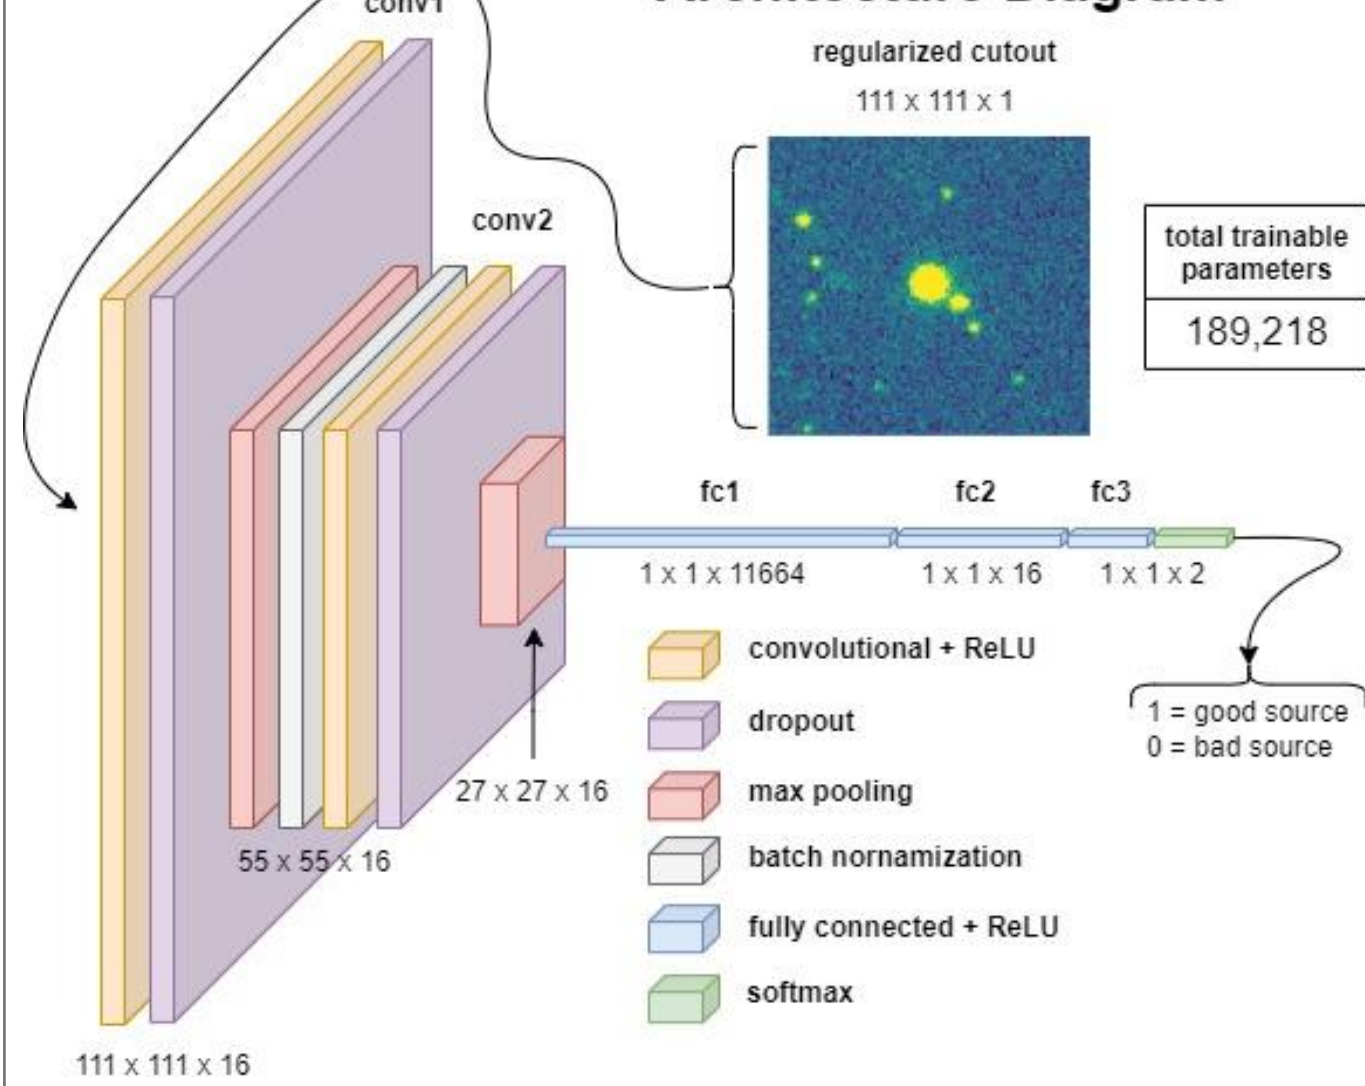 conv1
Architecture Diagram
regularized cutout
111 x 111 x 1
conv2
total trainable
parameters
189,218
fc1
fc2
fc3
1 x 1 x 11664
1 x 1 x 16
1 x 1 x 2
convolutional + ReLU
dropout
max pooling
batch nornamization
fully connected + ReLU
softmax
1 = good source
0 = bad source
27 x 27 x 16
55 x 55 x 16
111 x 111 x 16